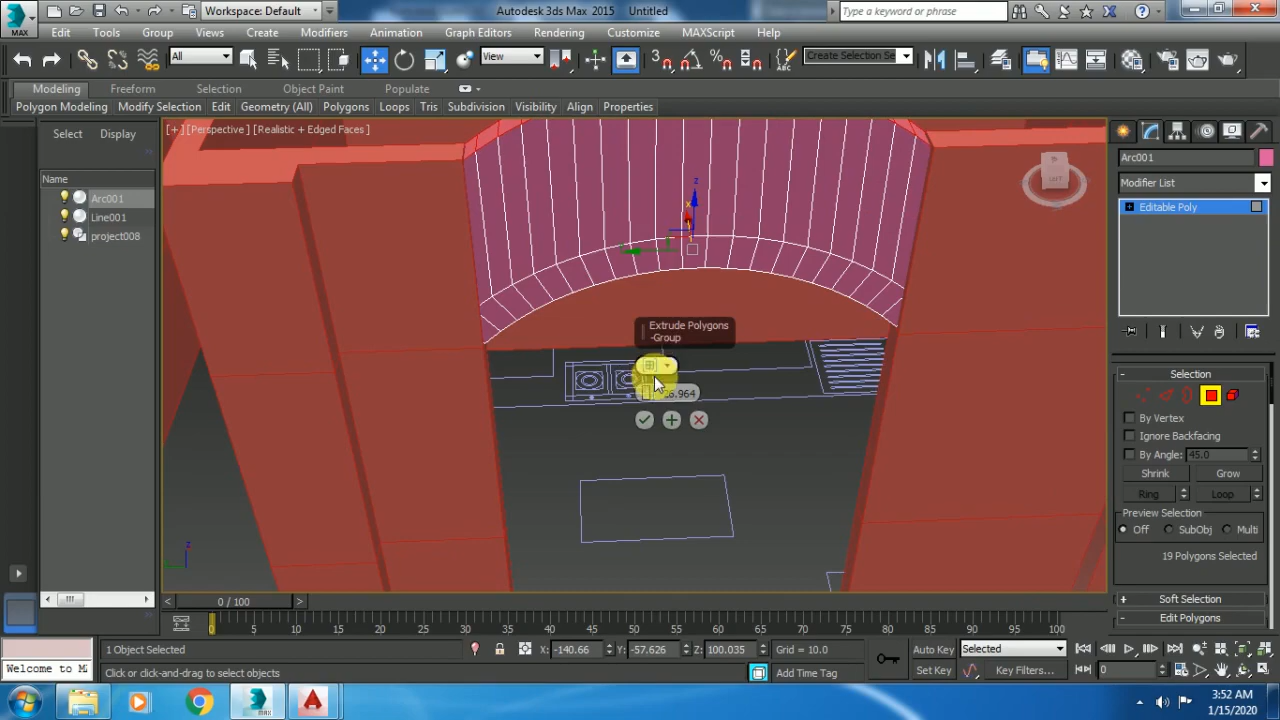 MAX
Workspace: Default
Autodesk 3ds Max 2015 Untitled
Type a keyword or phrase
Edit Tools Group Views Create Modifiers Animation Graph Editors Rendering Customize MAXScript Help
All View 3 Create Selection Se
Modeling Freeform Selection Object Paint Populate
Polygon Modeling Modify Selection Edit Geometry (All) Polygons Loops Tris Subdivision Visibility Align Properties
Select Display
Name
Arc001
Line001
project008
[+] [Perspective] [Realistic + Edged Faces]
z
x
LEFT
Extrude Polygons
-Group
6.964
z
Arc001
Modifier List
Editable Poly
- Selection
By Vertex
Ignore Backfacing
By Angle: 45.0
Shrink Grow
Ring Loop
Preview Selection
Off SubObj Multi
19 Polygons Selected
+ Soft Selection
- Edit Polygons
0 / 100
0 5 10 15 20 25 30 35 40 45 50 55 60 65 70 75 80 85 90 95 100
1 Object Selected X: -140.66 Y: -57.626 Z: 100.035 Grid = 10.0 Auto Key Selected
Welcome to M Click or click-and-drag to select objects Add Time Tag Set Key Key Filters... 0
MAX
3:52 AM
1/15/2020